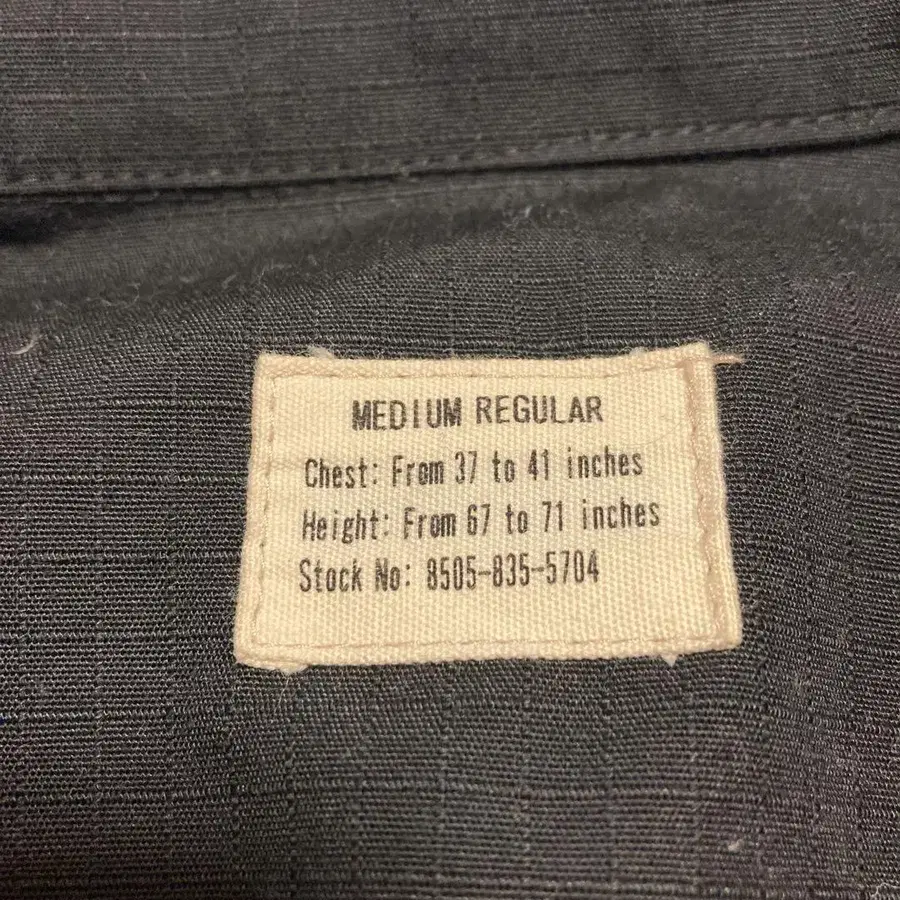 MEDIUM REGULAR
Chest: From 37 to 41 inches
Height: From 67 to 71 inches
Stock No: 8505-835-5704